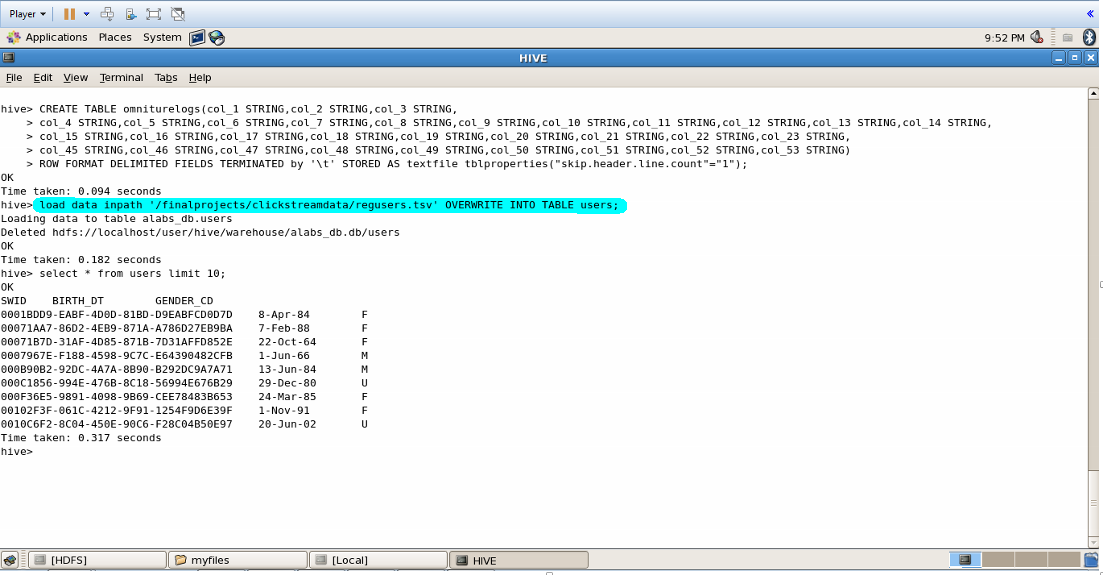 Player
Applications Places System 9:52 PM
HIVE
File Edit View Terminal Tabs Help
hive> CREATE TABLE omniturelogs(col_1 STRING,col_2 STRING,col_3 STRING,
    > col_4 STRING,col_5 STRING,col_6 STRING,col_7 STRING,col_8 STRING,col_9 STRING,col_10 STRING,col_11 STRING,col_12 STRING,col_13 STRING,col_14 STRING,
    > col_15 STRING,col_16 STRING,col_17 STRING,col_18 STRING,col_19 STRING,col_20 STRING,col_21 STRING,col_22 STRING,col_23 STRING,
    > col_45 STRING,col_46 STRING,col_47 STRING,col_48 STRING,col_49 STRING,col_50 STRING,col_51 STRING,col_52 STRING,col_53 STRING)
    > ROW FORMAT DELIMITED FIELDS TERMINATED by '\t' STORED AS textfile tblproperties("skip.header.line.count"="1");
OK
Time taken: 0.094 seconds
hive> load data inpath '/finalprojects/clickstreamdata/regusers.tsv' OVERWRITE INTO TABLE users;
Loading data to table alabs_db.users
Deleted hdfs://localhost/user/hive/warehouse/alabs_db.db/users
OK
Time taken: 0.182 seconds
hive> select * from users limit 10;
OK
SWID    BIRTH_DT        GENDER_CD
0001BDD9-EABF-4D0D-81BD-D9EABFCD0D7D    8-Apr-84        F
00071AA7-86D2-4EB9-871A-A786D27EB9BA    7-Feb-88        F
00071B7D-31AF-4D85-871B-7D31AFFD852E    22-Oct-64       F
0007967E-F188-4598-9C7C-E64390482CFB    1-Jun-66        M
000B90B2-92DC-4A7A-8B90-B292DC9A7A71    13-Jun-84       M
000C1856-994E-476B-8C18-56994E676B29    29-Dec-80       U
000F36E5-9891-4098-9B69-CEE78483B653    24-Mar-85       F
00102F3F-061C-4212-9F91-1254F9D6E39F    1-Nov-91        F
0010C6F2-8C04-450E-90C6-F28C04B50E97    20-Jun-02       U
Time taken: 0.317 seconds
hive>
[HDFS] myfiles [Local] HIVE